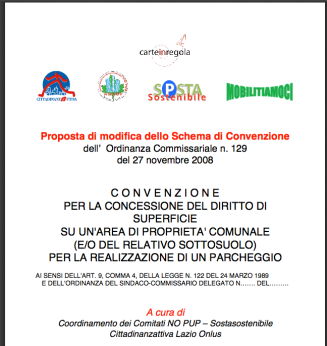 carteinregola
CITTADINANZATTIVA
SOSTA
Sostenibile
MOBILITIAMOCI
Proposta di modifica dello Schema di Convenzione
dell' Ordinanza Commissariale n. 129
del 27 novembre 2008
C O N V E N Z I O N E
PER LA CONCESSIONE DEL DIRITTO DI
SUPERFICIE
SU UN'AREA DI PROPRIETA' COMUNALE
(E/O DEL RELATIVO SOTTOSUOLO)
PER LA REALIZZAZIONE DI UN PARCHEGGIO
AI SENSI DELL'ART. 9, COMMA 4, DELLA LEGGE N. 122 DEL 24 MARZO 1989
E DELL'ORDINANZA DEL SINDACO-COMMISSARIO DELEGATO N....... DEL.........
A cura di
Coordinamento dei Comitati NO PUP – Sostasostenibile
Cittadinanzattiva Lazio Onlus